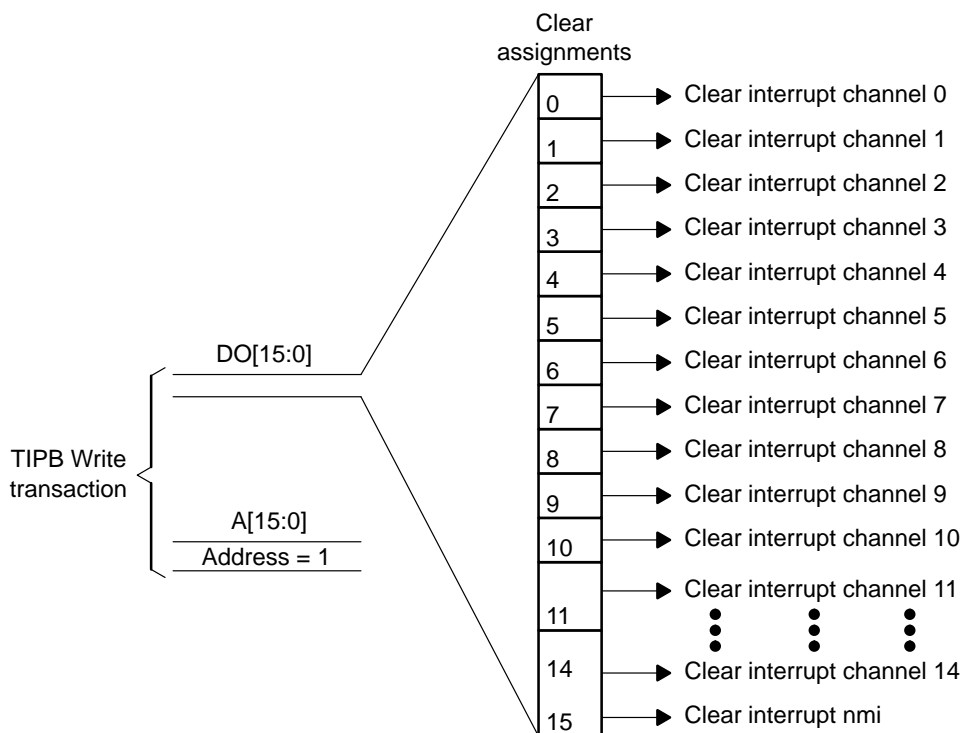 Clear
assignments
0 Clear interrupt channel 0
1 Clear interrupt channel 1
2 Clear interrupt channel 2
3 Clear interrupt channel 3
4 Clear interrupt channel 4
5 Clear interrupt channel 5
DO[15:0]
6 Clear interrupt channel 6
7 Clear interrupt channel 7
TIPB Write
transaction
8 Clear interrupt channel 8
9 Clear interrupt channel 9
A[15:0]
Address = 1
10 Clear interrupt channel 10
11 Clear interrupt channel 11
14 Clear interrupt channel 14
15 Clear interrupt nmi